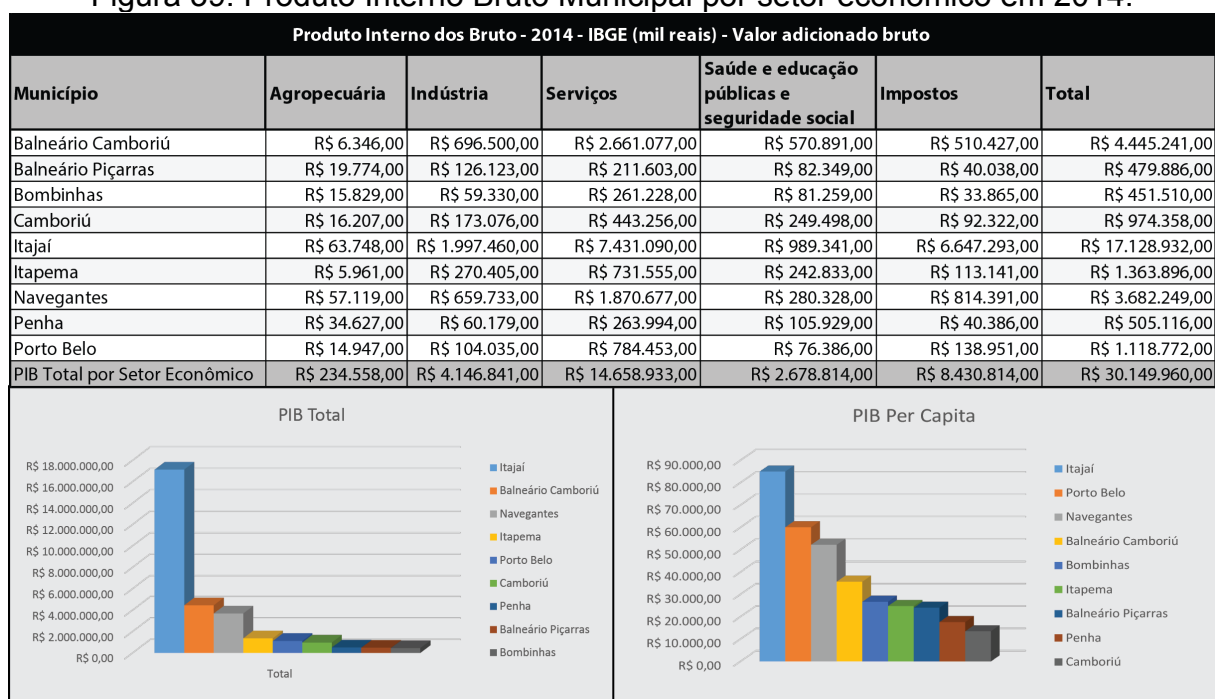 Figura 89. Produto Interno Bruto Municipal por setor econômico em 2014.
Produto Interno dos Bruto - 2014 - IBGE (mil reais) - Valor adicionado bruto
Município Agropecuária Indústria Serviços Saúde e educação públicas e seguridade social Impostos Total
Balneário Camboriú R$ 6.346,00 R$ 696.500,00 R$ 2.661.077,00 R$ 570.891,00 R$ 510.427,00 R$ 4.445.241,00
Balneário Piçarras R$ 19.774,00 R$ 126.123,00 R$ 211.603,00 R$ 82.349,00 R$ 40.038,00 R$ 479.886,00
Bombinhas R$ 15.829,00 R$ 59.330,00 R$ 261.228,00 R$ 81.259,00 R$ 33.865,00 R$ 451.510,00
Camboriú R$ 16.207,00 R$ 173.076,00 R$ 443.256,00 R$ 249.498,00 R$ 92.322,00 R$ 974.358,00
Itajaí R$ 63.748,00 R$ 1.997.460,00 R$ 7.431.090,00 R$ 989.341,00 R$ 6.647.293,00 R$ 17.128.932,00
Itapema R$ 5.961,00 R$ 270.405,00 R$ 731.555,00 R$ 242.833,00 R$ 113.141,00 R$ 1.363.896,00
Navegantes R$ 57.119,00 R$ 659.733,00 R$ 1.870.677,00 R$ 280.328,00 R$ 814.391,00 R$ 3.682.249,00
Penha R$ 34.627,00 R$ 60.179,00 R$ 263.994,00 R$ 105.929,00 R$ 40.386,00 R$ 505.116,00
Porto Belo R$ 14.947,00 R$ 104.035,00 R$ 784.453,00 R$ 76.386,00 R$ 138.951,00 R$ 1.118.772,00
PIB Total por Setor Econômico R$ 234.558,00 R$ 4.146.841,00 R$ 14.658.933,00 R$ 2.678.814,00 R$ 8.430.814,00 R$ 30.149.960,00
PIB Total
R$ 18.000.000,00
R$ 16.000.000,00
R$ 14.000.000,00
R$ 12.000.000,00
R$ 10.000.000,00
R$ 8.000.000,00
R$ 6.000.000,00
R$ 4.000.000,00
R$ 2.000.000,00
R$ 0,00
Total
Itajaí
Balneário Camboriú
Navegantes
Itapema
Porto Belo
Camboriú
Penha
Balneário Piçarras
Bombinhas
PIB Per Capita
R$ 90.000,00
R$ 80.000,00
R$ 70.000,00
R$ 60.000,00
R$ 50.000,00
R$ 40.000,00
R$ 30.000,00
R$ 20.000,00
R$ 10.000,00
R$ 0,00
Itajaí
Porto Belo
Navegantes
Balneário Camboriú
Bombinhas
Itapema
Balneário Piçarras
Penha
Camboriú